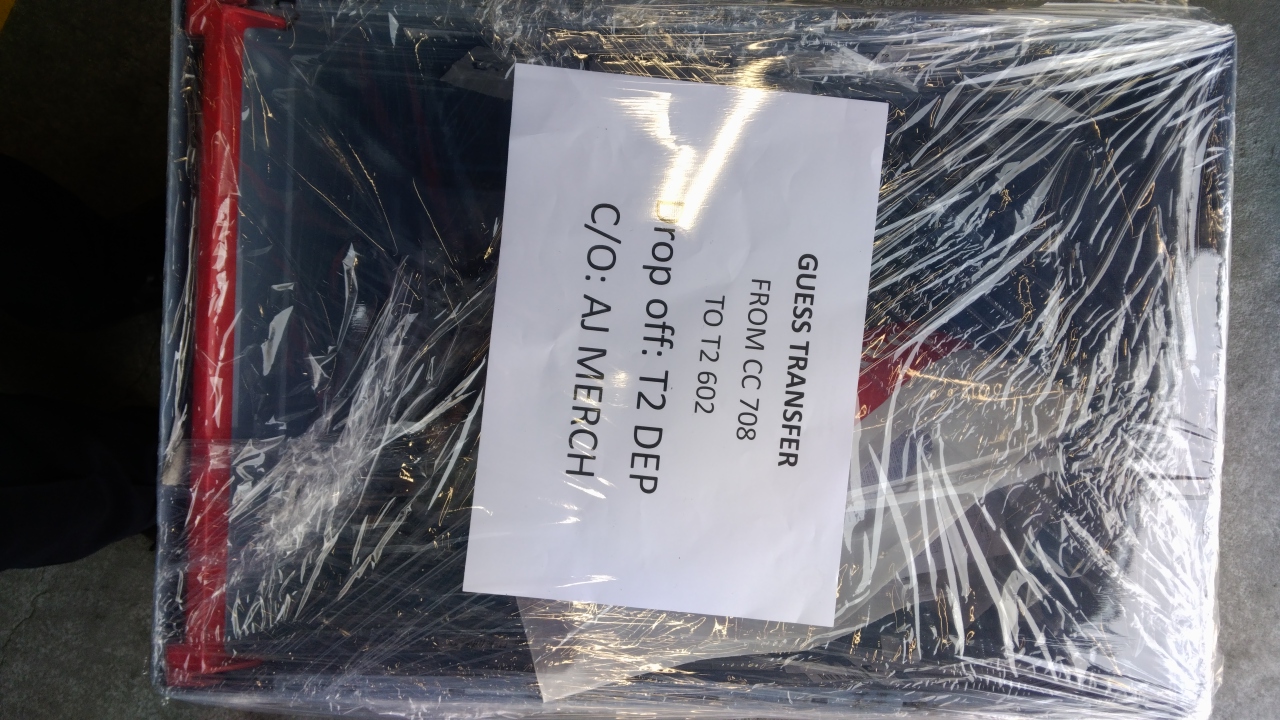 GUESS TRANSFER
FROM CC 708
TO T2 602
Drop off: T2 DEP
C/O: AJ MERCH